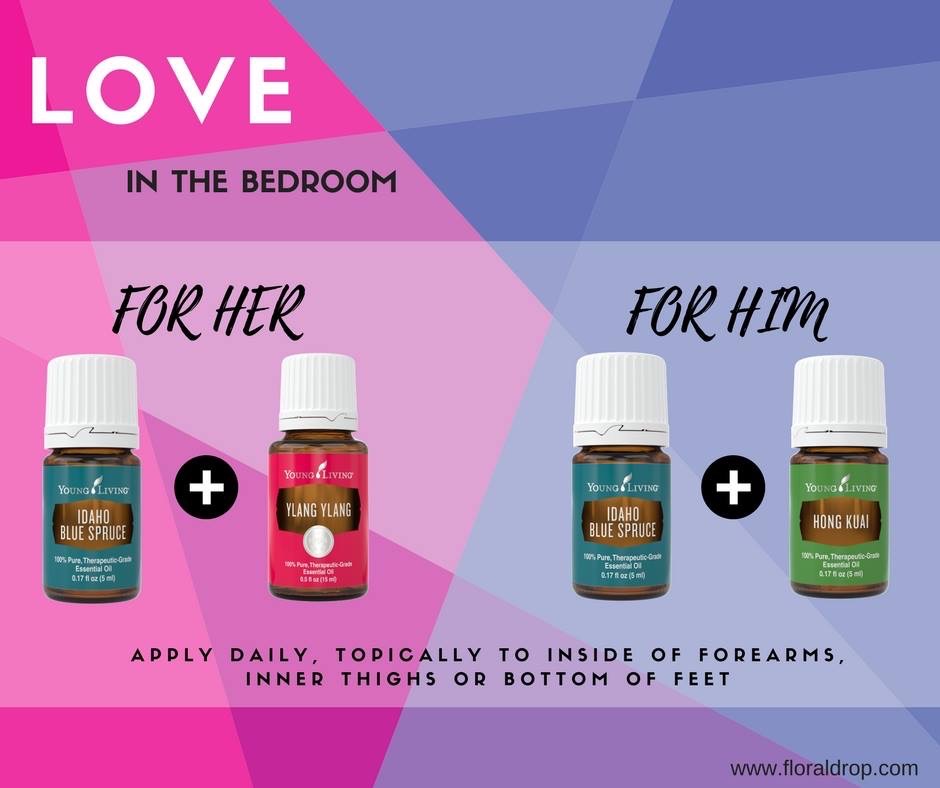 LOVE
IN THE BEDROOM
FOR HER
FOR HIM
YOUNG LIVING
IDAHO
BLUE SPRUCE
100% Pure, Therapeutic-Grade
Essential Oil
0.17 fl oz (5 ml)
YOUNG LIVING
YLANG YLANG
100% Pure, Therapeutic-Grade
Essential Oil
0.5 fl oz (15 ml)
YOUNG LIVING
IDAHO
BLUE SPRUCE
100% Pure, Therapeutic-Grade
Essential Oil
0.17 fl oz (5 ml)
YOUNG LIVING
HONG KUAI
100% Pure, Therapeutic-Grade
Essential Oil
0.17 fl oz (5 ml)
APPLY DAILY, TOPICALLY TO INSIDE OF FOREARMS,
INNER THIGHS OR BOTTOM OF FEET
www.floraldrop.com